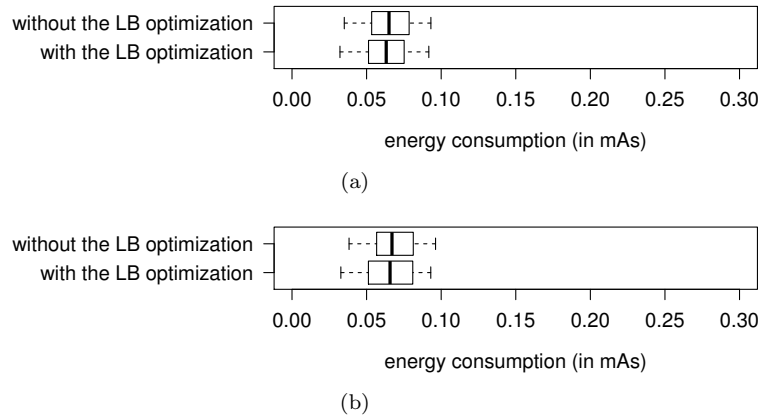 without the LB optimization
with the LB optimization
0.00 0.05 0.10 0.15 0.20 0.25 0.30
energy consumption (in mAs)
(a)
without the LB optimization
with the LB optimization
0.00 0.05 0.10 0.15 0.20 0.25 0.30
energy consumption (in mAs)
(b)